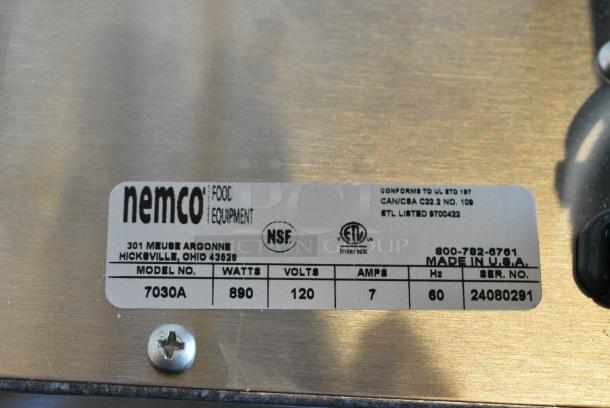 nemco FOOD EQUIPMENT
CONFORMS TO UL STD 197
CAN/CSA C22.2 NO. 109
ETL LISTED 9700422
NSF
ETL
Intertek
301 MEUSE ARGONNE
HICKSVILLE, OHIO 43526
800-782-6761
MADE IN U.S.A.
MODEL NO. WATTS VOLTS AMPS Hz SER. NO.
7030A 890 120 7 60 24080291